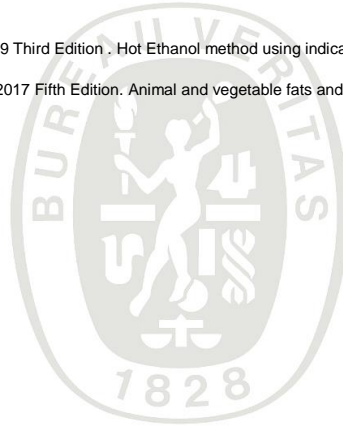 9 Third Edition . Hot Ethanol method using indica
2017 Fifth Edition. Animal and vegetable fats and
BUREAU VERITAS
1828